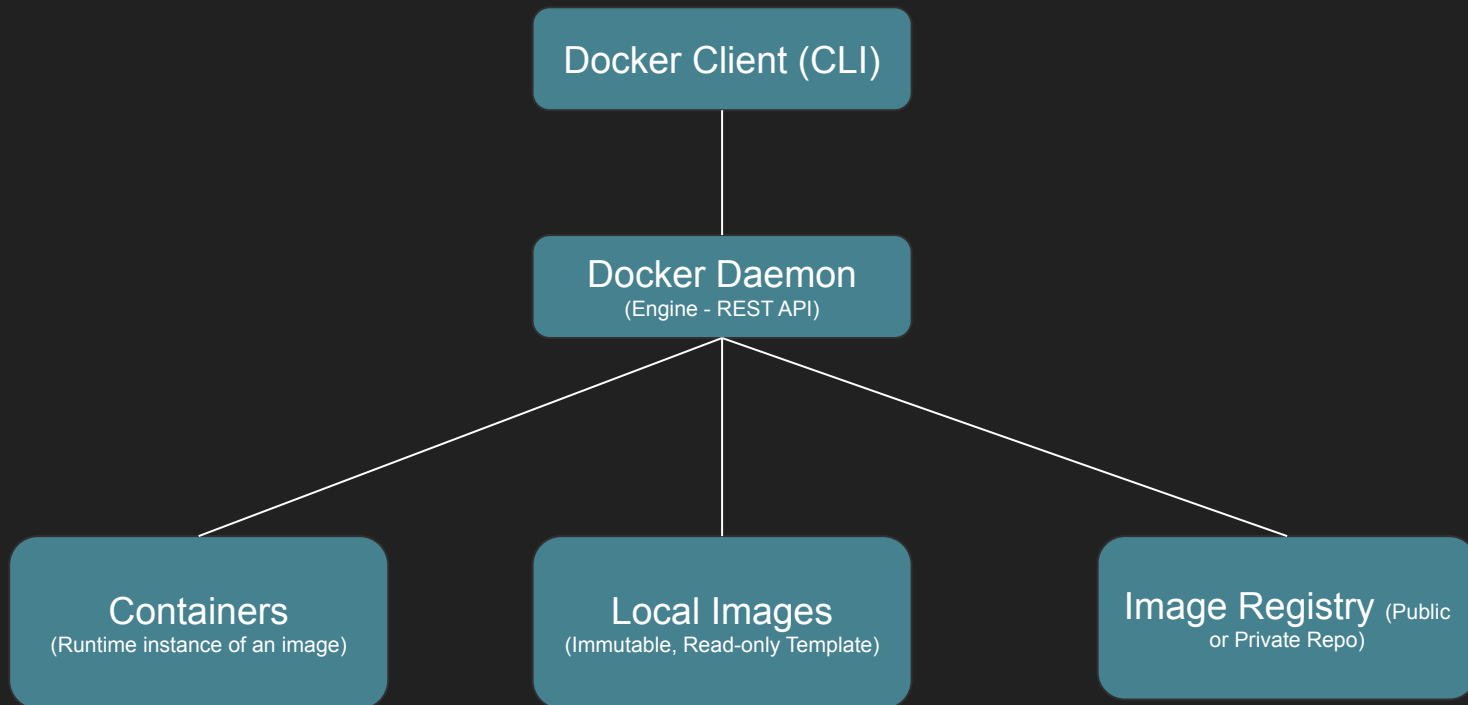 Docker Client (CLI)
Docker Daemon
(Engine - REST API)
Containers
(Runtime instance of an image)
Local Images
(Immutable, Read-only Template)
Image Registry (Public
or Private Repo)